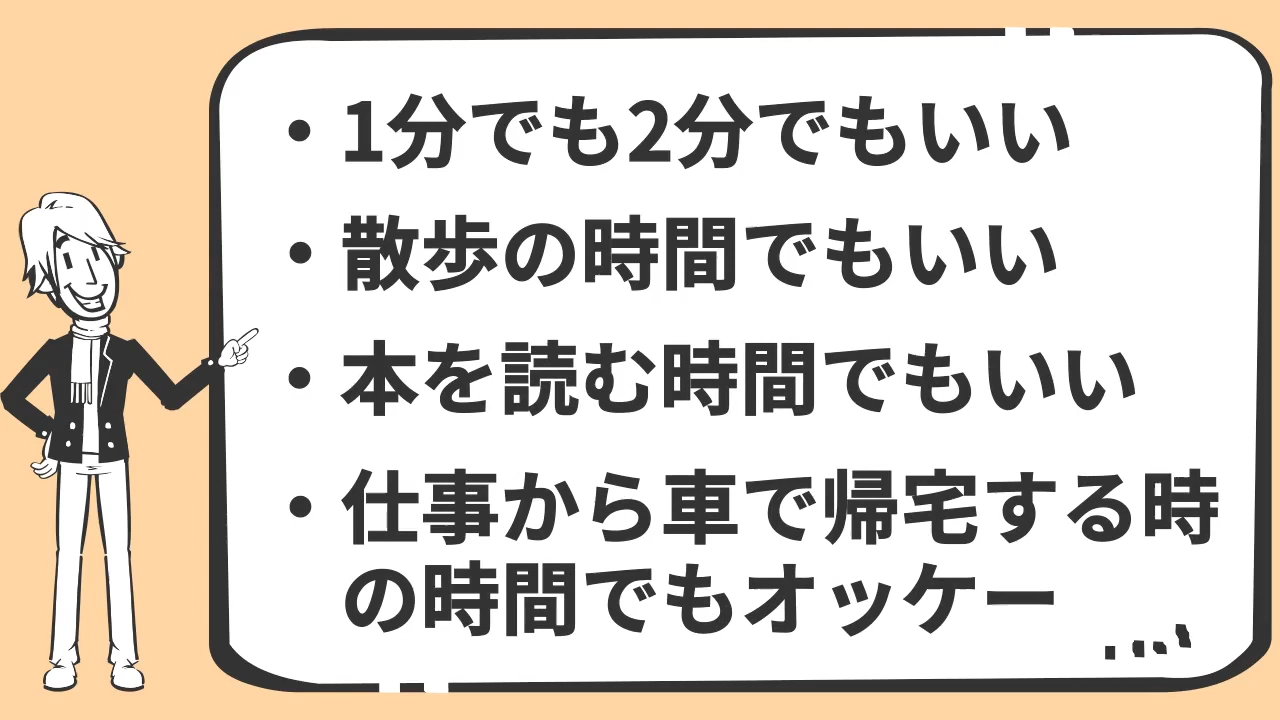 ・1分でも2分でもいい
・散歩の時間でもいい
・本を読む時間でもいい
・仕事から車で帰宅する時
の時間でもオッケー